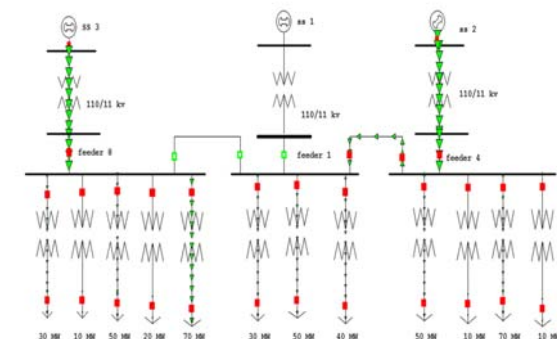 SS 3
ss 1
ss 2
110/11 kv
110/11 kv
110/11 kv
feeder 8
feeder 1
feeder 4
30 MW
10 MW
50 MW
20 MW
70 MW
30 MW
50 MW
40 MW
50 MW
10 MW
70 MW
10 MW